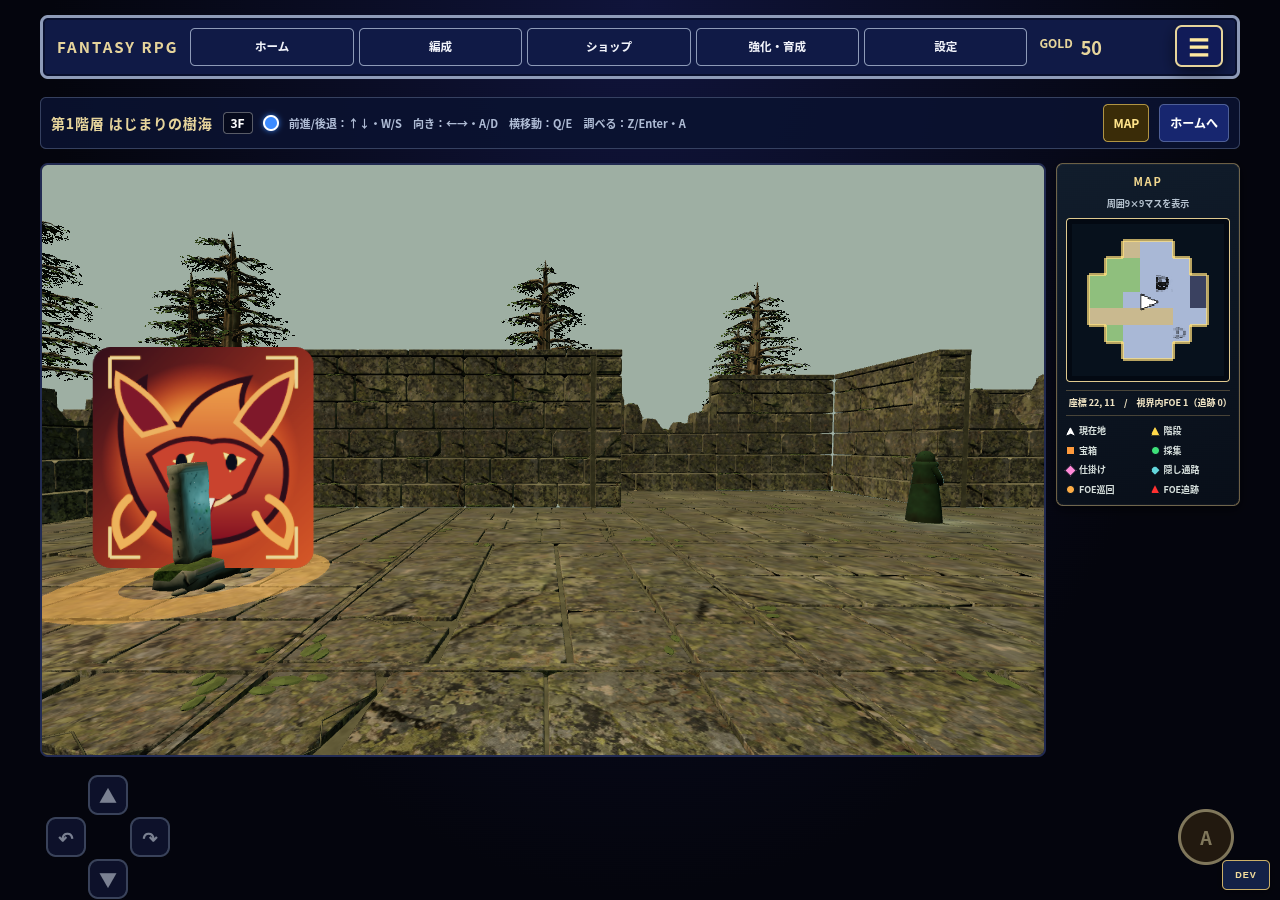 FANTASY RPG
ホーム
編成
ショップ
強化・育成
設定
GOLD 50
第1階層 はじまりの樹海
3F
前進/後退：↑↓・W/S 向き：←→・A/D 横移動：Q/E 調べる：Z/Enter・A
MAP
ホームへ
MAP
周囲9×9マスを表示
座標 22, 11 / 視界内FOE 1（追跡 0）
現在地
階段
宝箱
採集
仕掛け
隠し通路
FOE巡回
FOE追跡
A
DEV